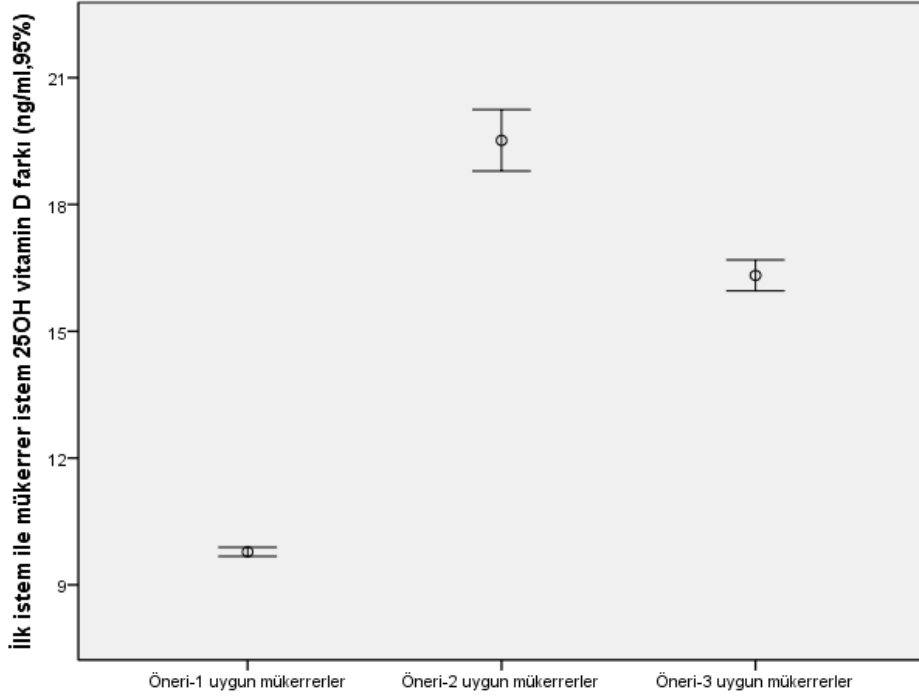 İlk istem ile mükerrer istem 25OH vitamin D farkı (ng/ml,95%)
21
18
15
12
9
Öneri-1 uygun mükerrerler
Öneri-2 uygun mükerrerler
Öneri-3 uygun mükerrerler